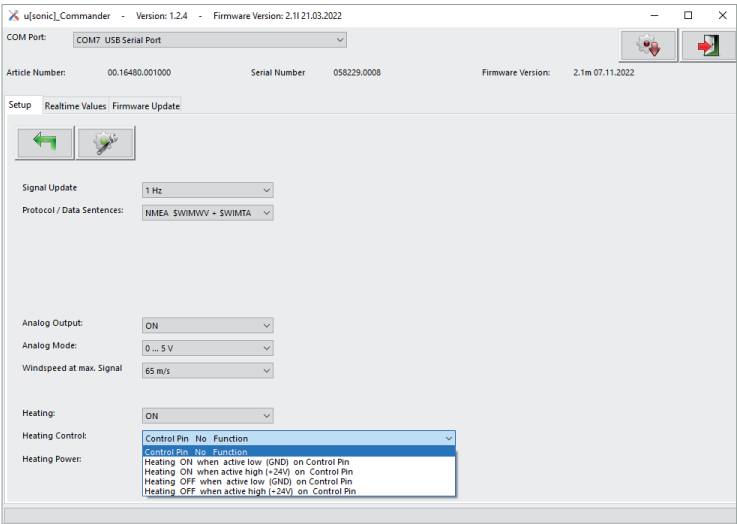 u[sonic]_Commander - Version: 1.2.4 - Firmware Version: 2.1l 21.03.2022
COM Port: COM7 USB Serial Port
Article Number: 00.16480.001000 Serial Number 058229.0008 Firmware Version: 2.1m 07.11.2022
Setup Realtime Values Firmware Update
Signal Update 1 Hz
Protocol / Data Sentences: NMEA $WIMWV + $WIMTA
Analog Output: ON
Analog Mode: 0 ... 5 V
Windspeed at max. Signal 65 m/s
Heating: ON
Heating Control: Control Pin No Function
Control Pin No Function
Heating ON when active low (GND) on Control Pin
Heating Power: Heating ON when active high (+24V) on Control Pin
Heating OFF when active low (GND) on Control Pin
Heating OFF when active high (+24V) on Control Pin